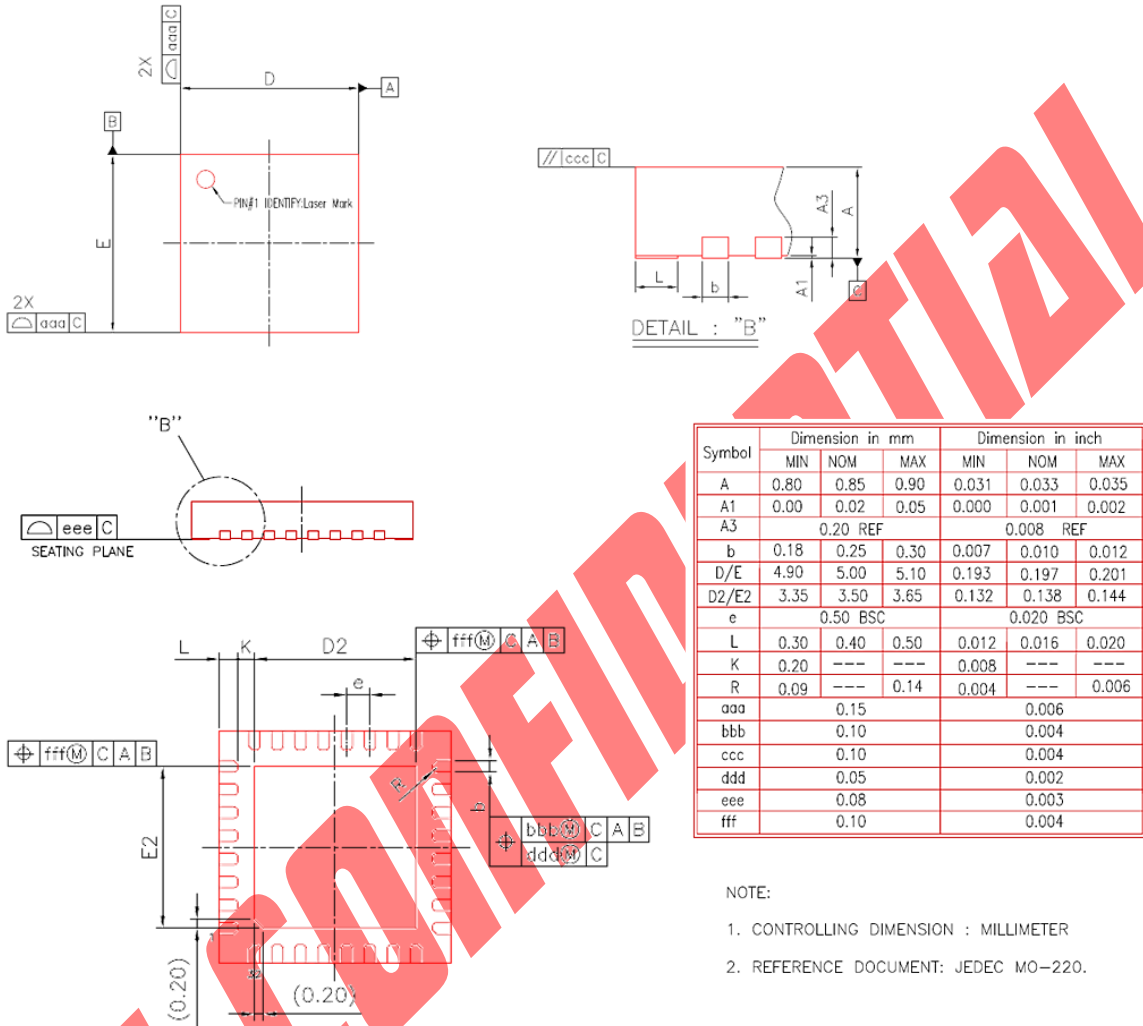 2X
aaa C
D
A
B
PIN#1 IDENTIFY:Laser Mark
E
2X
aaa C
// ccc C
A3
A
L
b
A1
C
DETAIL : "B"
"B"
eee C
SEATING PLANE
L K D2
fff M C A B
e
fff M C A B
R
b
E2
bbb M C A B
ddd M C
1
32
(0.20)
(0.20)
Symbol Dimension in mm Dimension in inch
MIN NOM MAX MIN NOM MAX
A 0.80 0.85 0.90 0.031 0.033 0.035
A1 0.00 0.02 0.05 0.000 0.001 0.002
A3 0.20 REF 0.008 REF
b 0.18 0.25 0.30 0.007 0.010 0.012
D/E 4.90 5.00 5.10 0.193 0.197 0.201
D2/E2 3.35 3.50 3.65 0.132 0.138 0.144
e 0.50 BSC 0.020 BSC
L 0.30 0.40 0.50 0.012 0.016 0.020
K 0.20 --- --- 0.008 --- ---
R 0.09 --- 0.14 0.004 --- 0.006
aaa 0.15 0.006
bbb 0.10 0.004
ccc 0.10 0.004
ddd 0.05 0.002
eee 0.08 0.003
fff 0.10 0.004
NOTE:
1. CONTROLLING DIMENSION : MILLIMETER
2. REFERENCE DOCUMENT: JEDEC MO-220.
CONFIDENTIAL